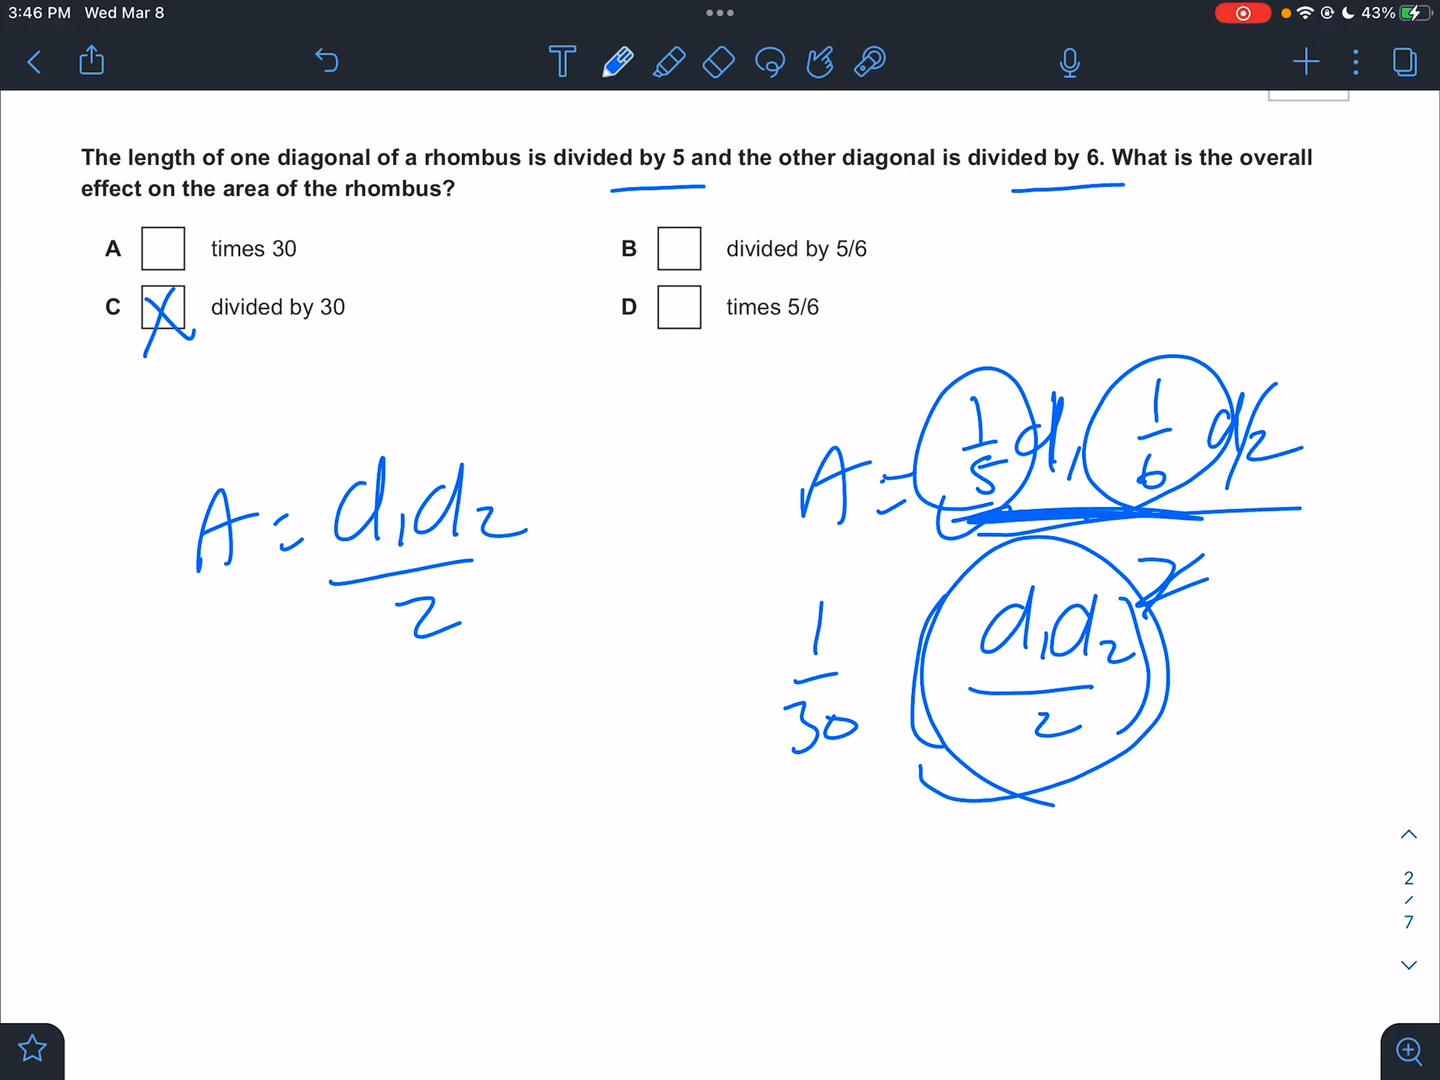 3:46 PM Wed Mar 8
43%
T
The length of one diagonal of a rhombus is divided by 5 and the other diagonal is divided by 6. What is the overall
effect on the area of the rhombus?
A times 30
B divided by 5/6
C X divided by 30
D times 5/6
A = d₁d₂
2
A = 1/5 d₁ 1/6 d₂
2
1/30 (d₁d₂/2)
2
/
7